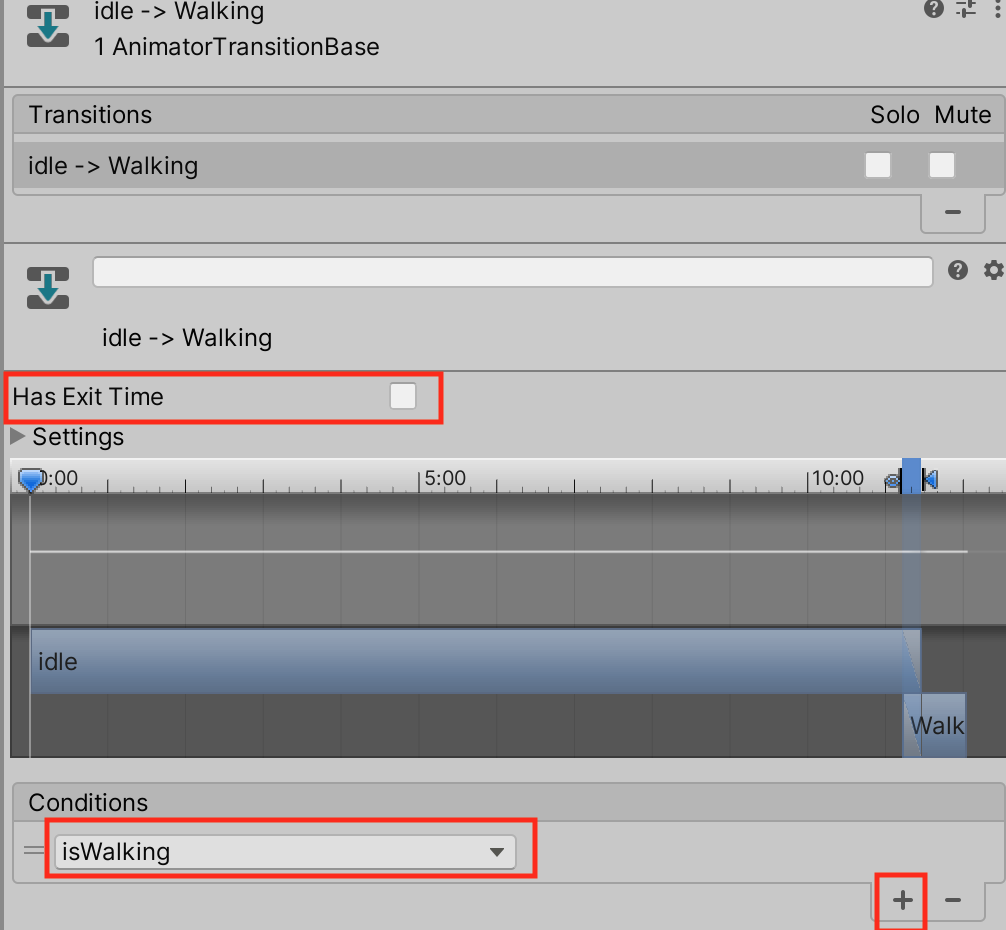 idle -> Walking
1 AnimatorTransitionBase
Transitions Solo Mute
idle -> Walking
idle -> Walking
Has Exit Time
Settings
0:00 5:00 10:00
idle
Walk
Conditions
isWalking